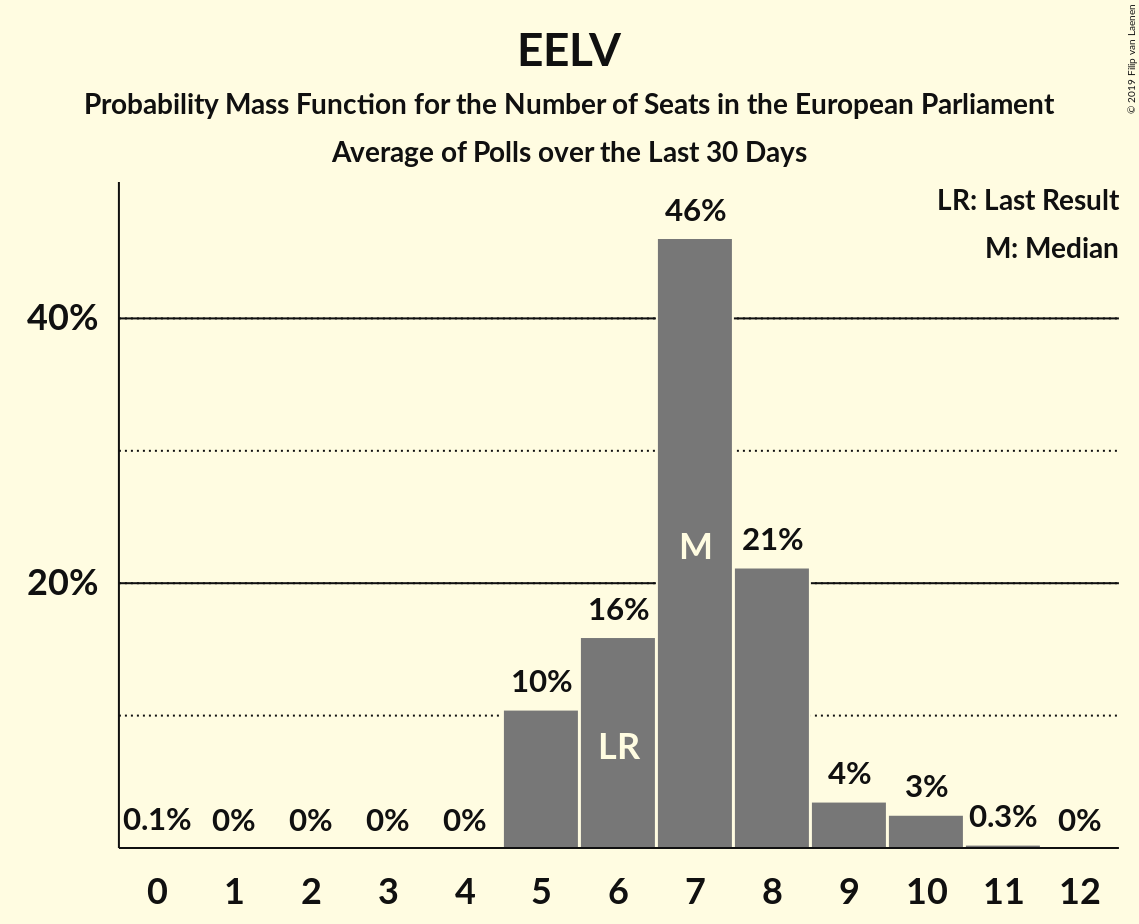 EELV
Probability Mass Function for the Number of Seats in the European Parliament
Average of Polls over the Last 30 Days
© 2019 Filip van Laenen
LR: Last Result
M: Median
40%
20%
0.1% 0% 0% 0% 0% 10% 16% 46% 21% 4% 3% 0.3% 0%
LR
M
0 1 2 3 4 5 6 7 8 9 10 11 12